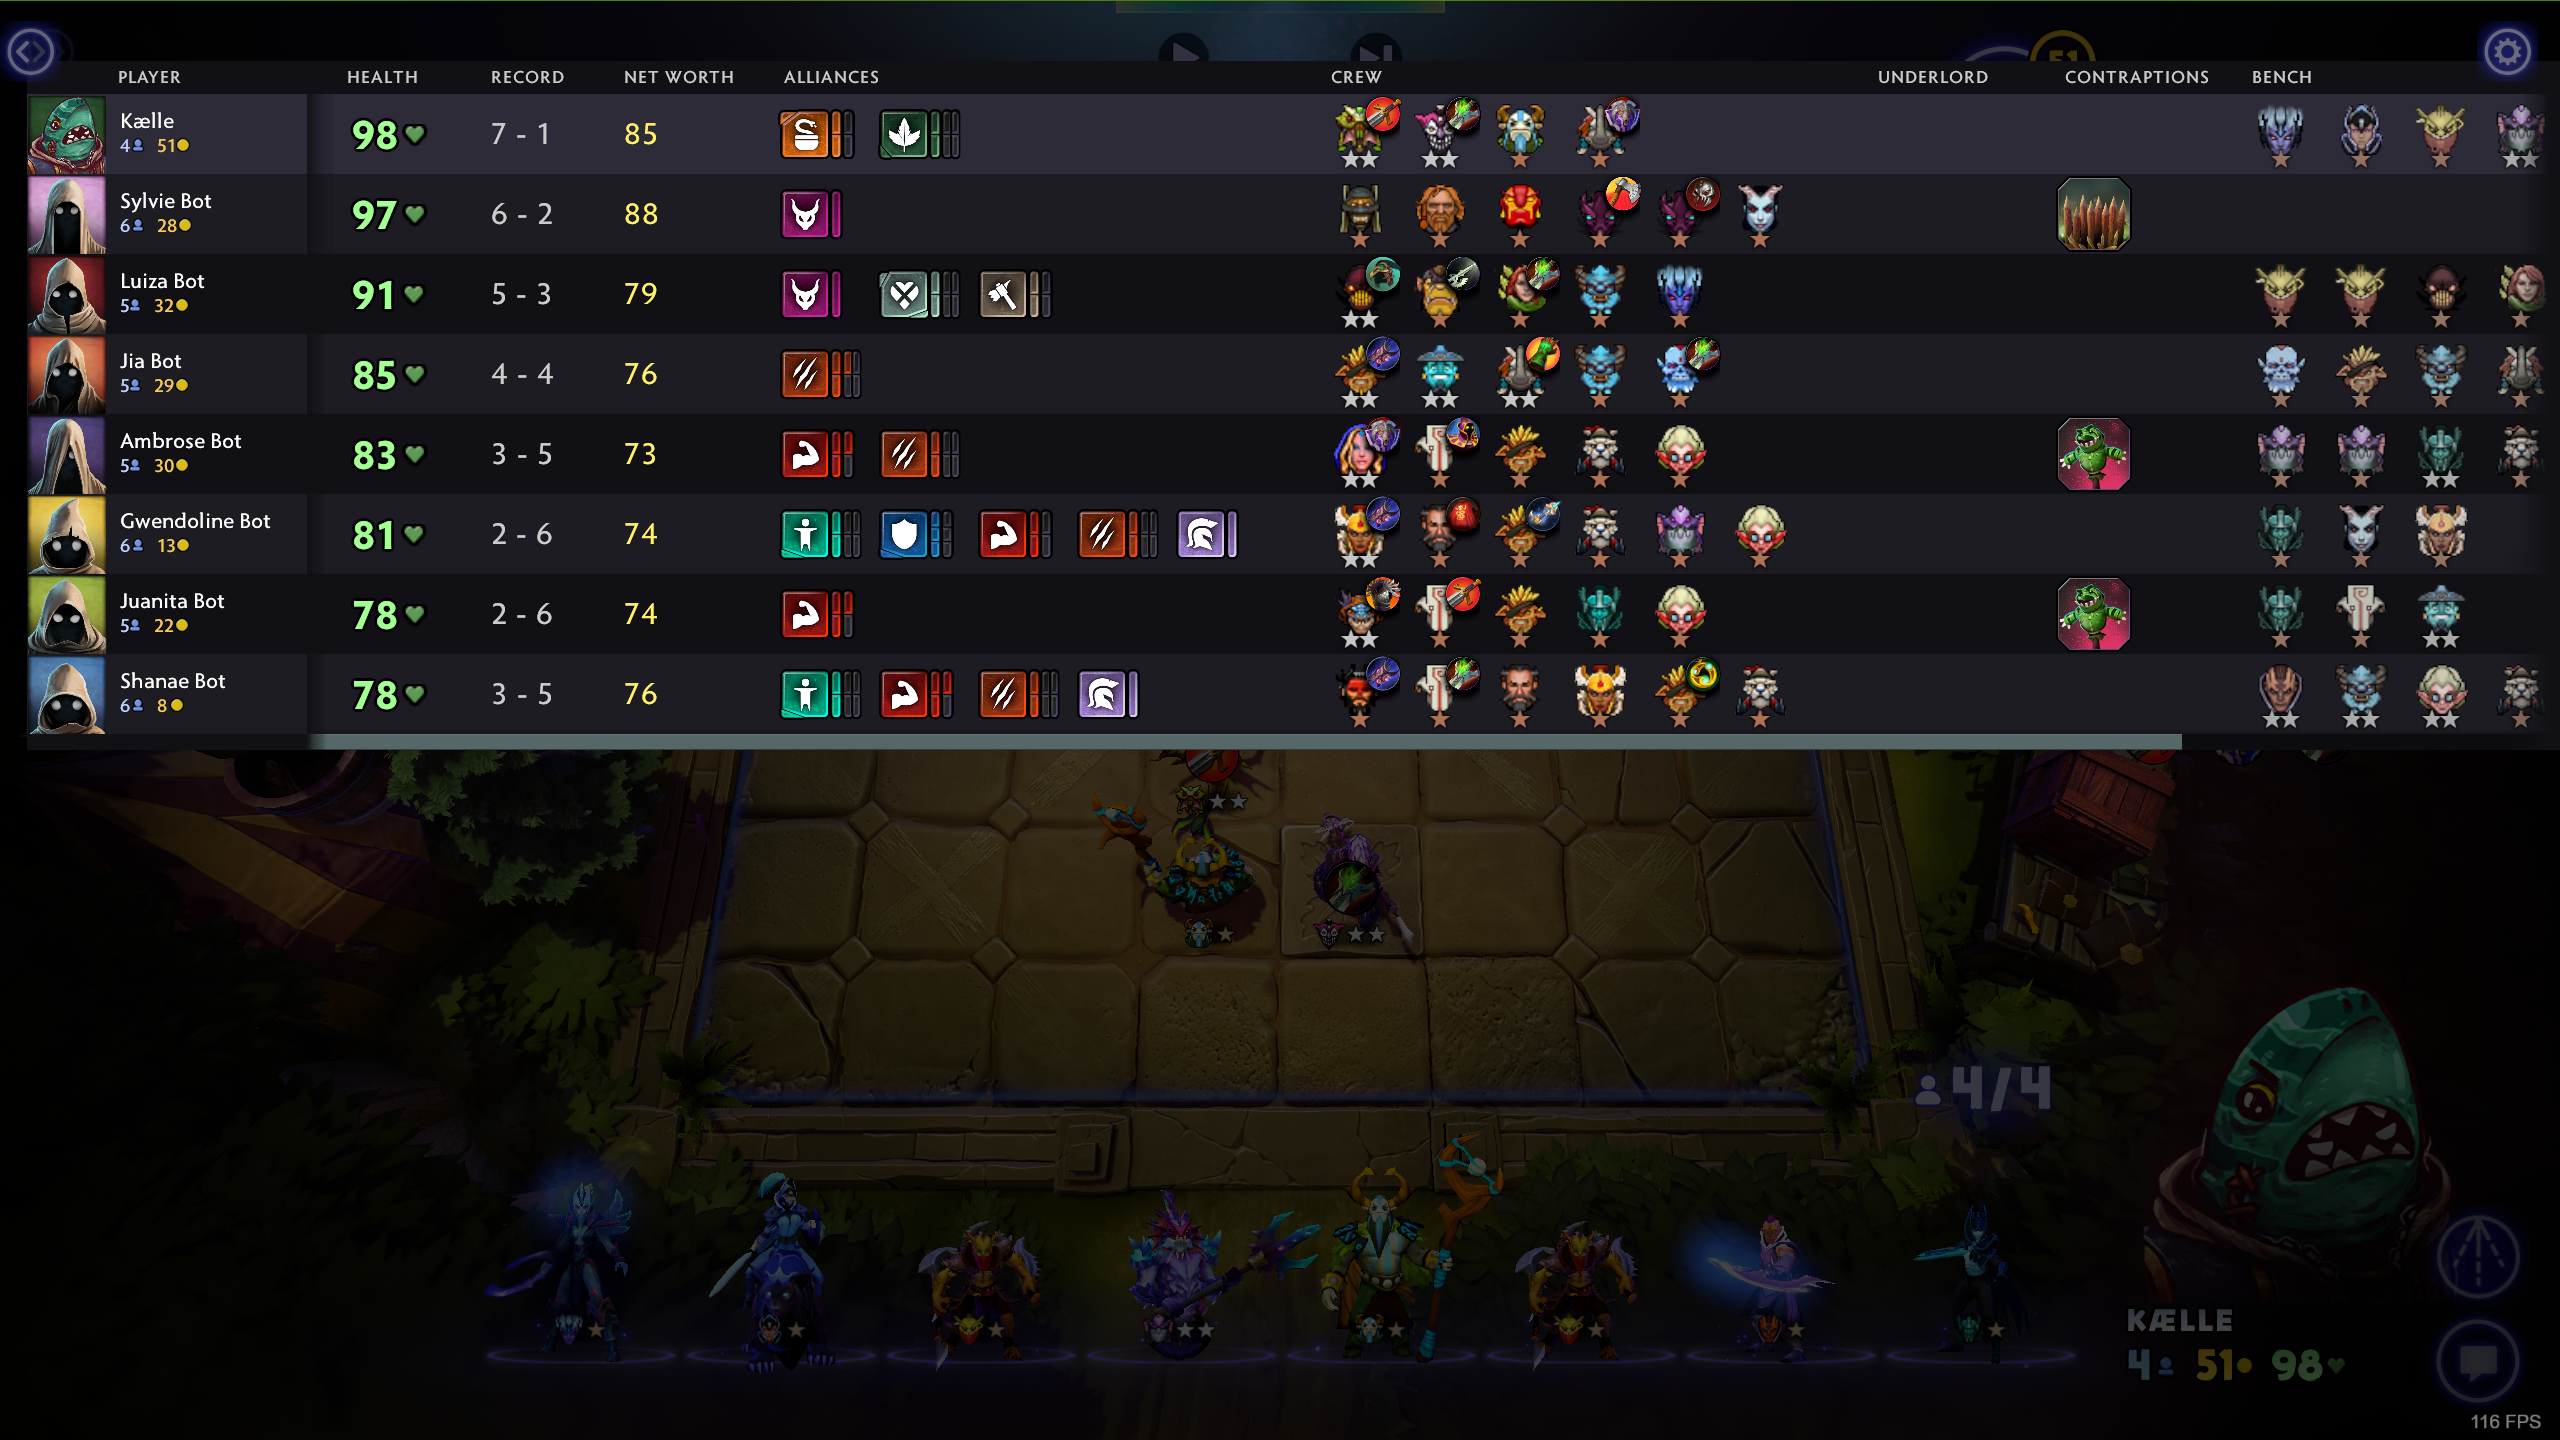 PLAYER HEALTH RECORD NET WORTH ALLIANCES CREW UNDERLORD CONTRAPTIONS BENCH
Kælle
4 51
98 7 - 1 85
Sylvie Bot
6 28
97 6 - 2 88
Luiza Bot
5 32
91 5 - 3 79
Jia Bot
5 29
85 4 - 4 76
Ambrose Bot
5 30
83 3 - 5 73
Gwendoline Bot
6 13
81 2 - 6 74
Juanita Bot
5 22
78 2 - 6 74
Shanae Bot
6 8
78 3 - 5 76
4/4
KÆLLE
4 51 98
116 FPS